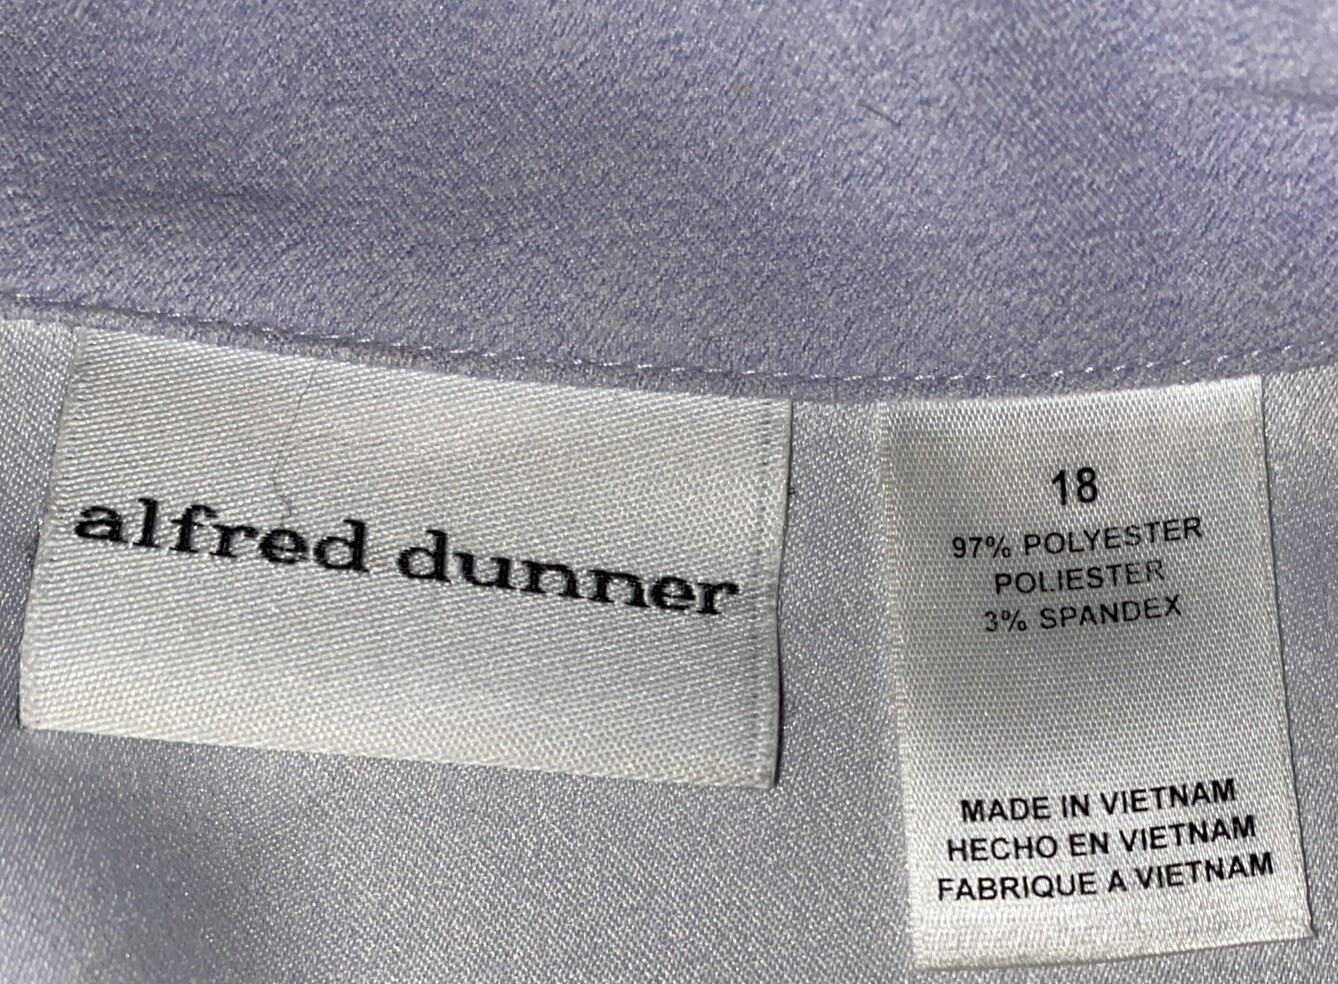 alfred dunner
18
97% POLYESTER
POLIESTER
3% SPANDEX
MADE IN VIETNAM
HECHO EN VIETNAM
FABRIQUE A VIETNAM